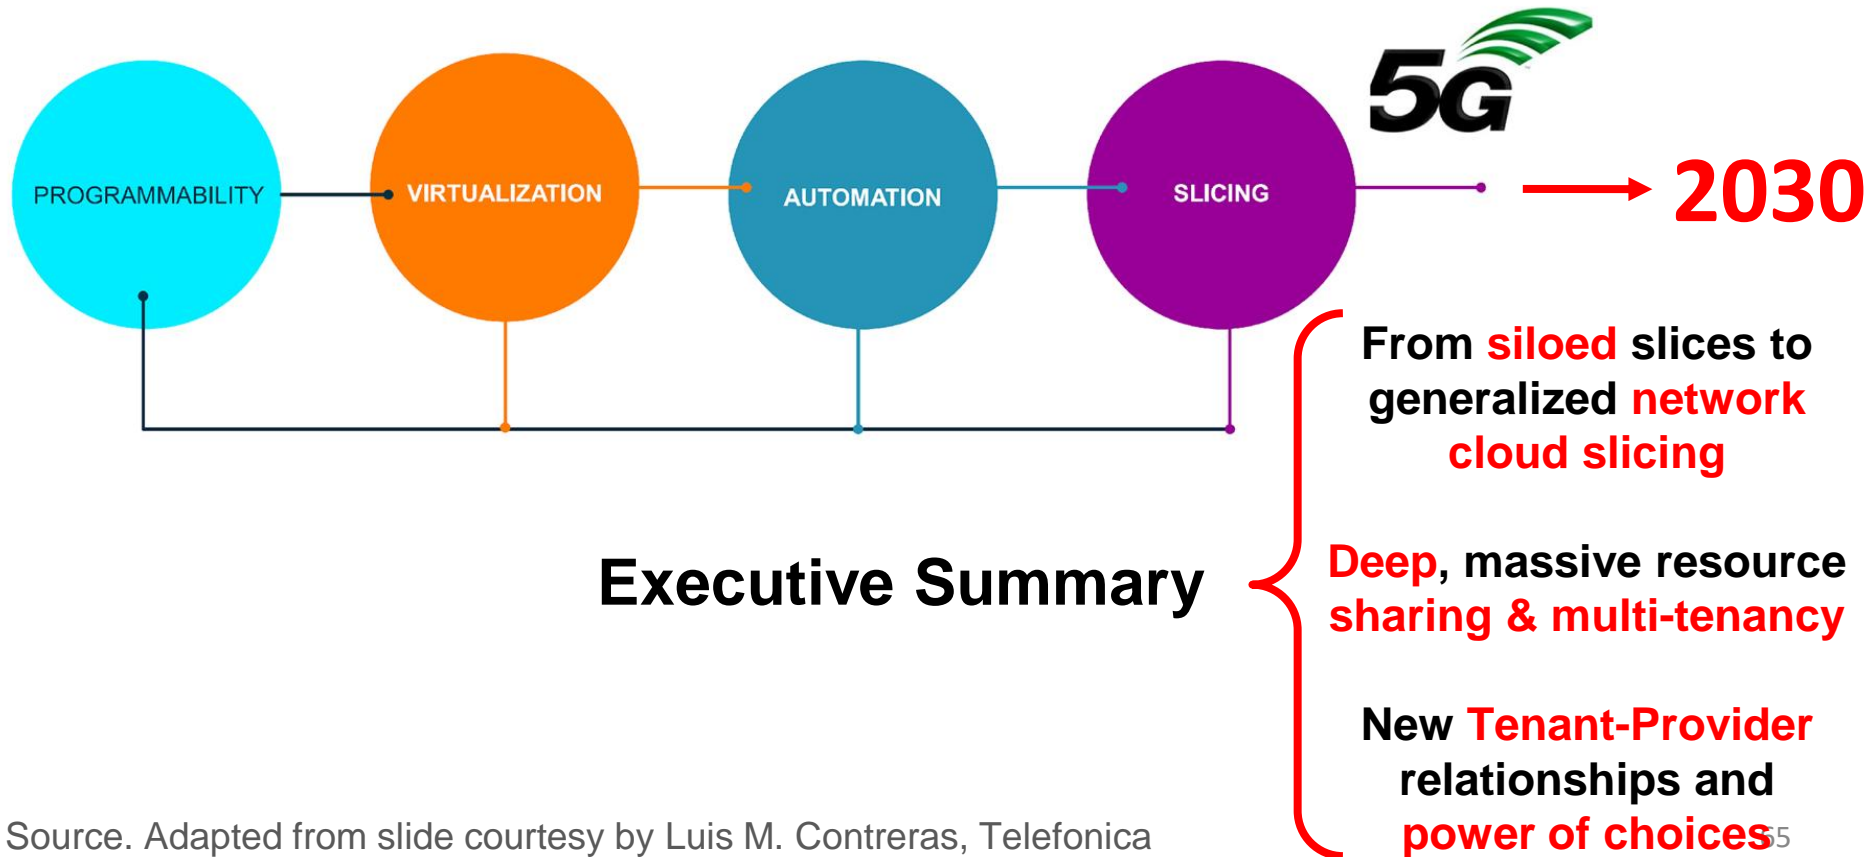 5G
PROGRAMMABILITY
VIRTUALIZATION
AUTOMATION
SLICING
2030
From siloed slices to
generalized network
cloud slicing
Executive Summary
Deep, massive resource
sharing & multi-tenancy
New Tenant-Provider
relationships and
power of choices
65
Source. Adapted from slide courtesy by Luis M. Contreras, Telefonica